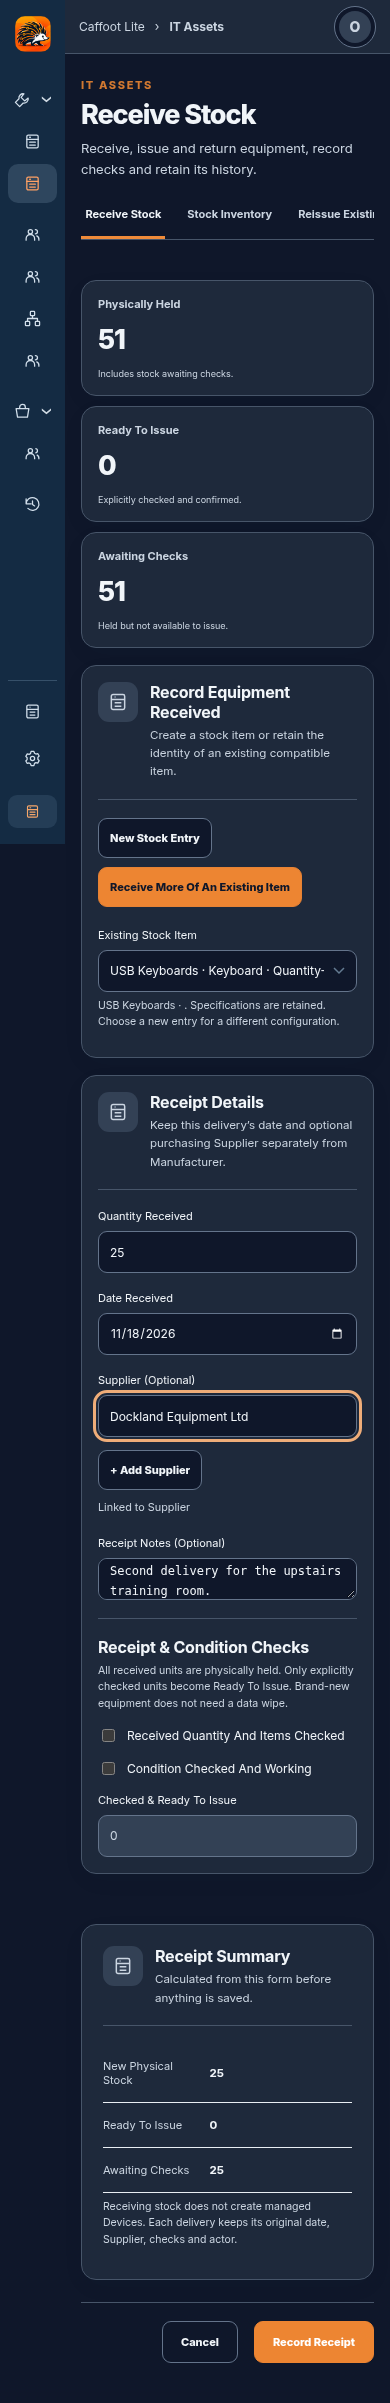 Caffoot Lite › IT Assets
O
IT ASSETS
Receive Stock
Receive, issue and return equipment, record
checks and retain its history.
Receive Stock Stock Inventory Reissue Existin
Physically Held
51
Includes stock awaiting checks.
Ready To Issue
0
Explicitly checked and confirmed.
Awaiting Checks
51
Held but not available to issue.
Record Equipment
Received
Create a stock item or retain the
identity of an existing compatible
item.
New Stock Entry
Receive More Of An Existing Item
Existing Stock Item
USB Keyboards · Keyboard · Quantity-
USB Keyboards · . Specifications are retained.
Choose a new entry for a different configuration.
Receipt Details
Keep this delivery's date and optional
purchasing Supplier separately from
Manufacturer.
Quantity Received
25
Date Received
11/18/2026
Supplier (Optional)
Dockland Equipment Ltd
+ Add Supplier
Linked to Supplier
Receipt Notes (Optional)
Second delivery for the upstairs
training room.
Receipt & Condition Checks
All received units are physically held. Only explicitly
checked units become Ready To Issue. Brand-new
equipment does not need a data wipe.
Received Quantity And Items Checked
Condition Checked And Working
Checked & Ready To Issue
0
Receipt Summary
Calculated from this form before
anything is saved.
New Physical
Stock 25
Ready To Issue 0
Awaiting Checks 25
Receiving stock does not create managed
Devices. Each delivery keeps its original date,
Supplier, checks and actor.
Cancel Record Receipt